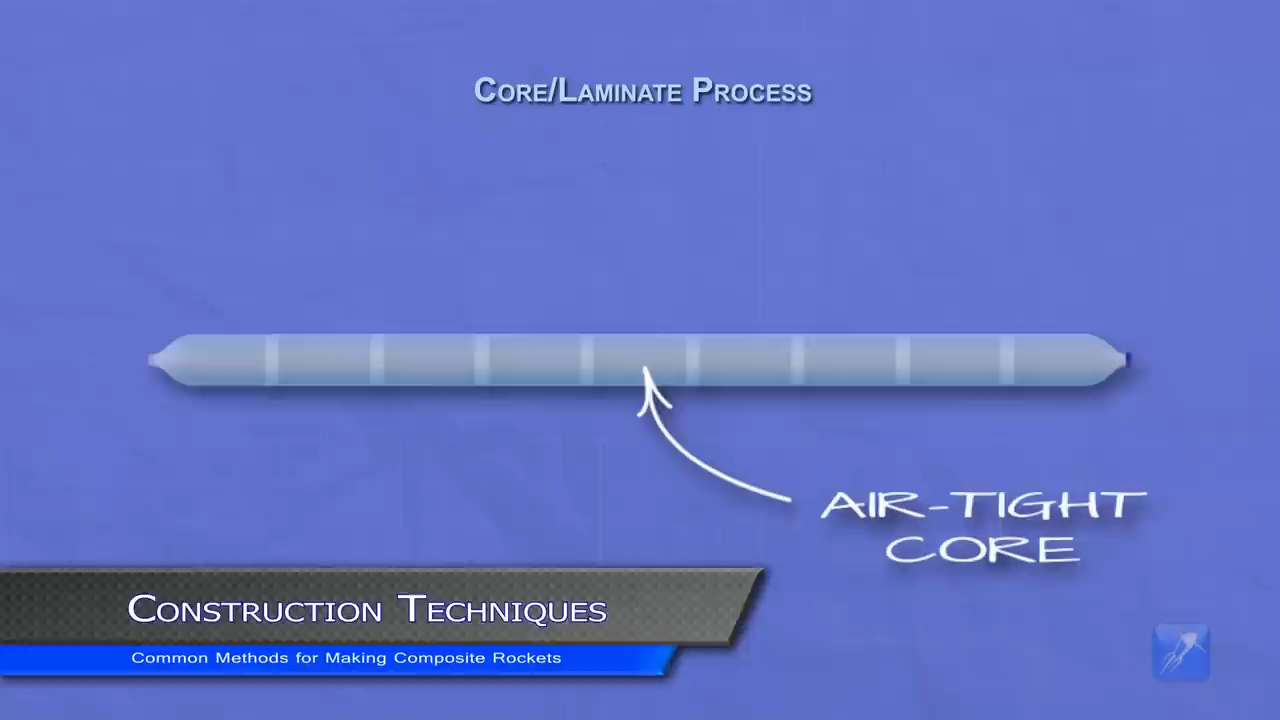 Core/Laminate Process
AIR-TIGHT
CORE
Construction Techniques
Common Methods for Making Composite Rockets